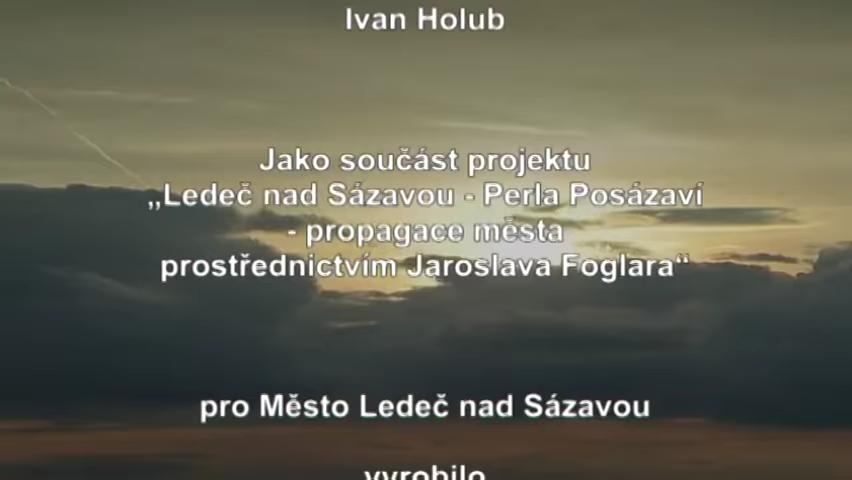 Ivan Holub
Jako součást projektu
„Ledeč nad Sázavou - Perla Posázaví
- propagace města
prostřednictvím Jaroslava Foglara“
pro Město Ledeč nad Sázavou
vyrobilo